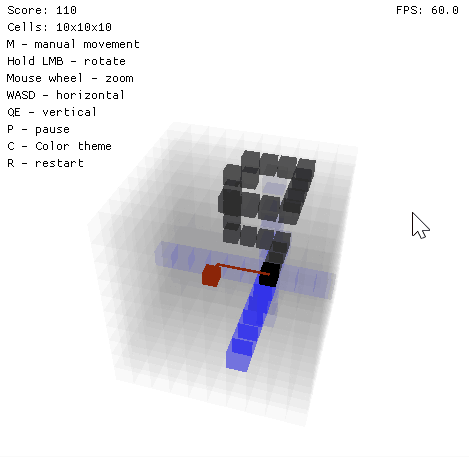 Score: 110
FPS: 60.0
Cells: 10x10x10
M - manual movement
Hold LMB - rotate
Mouse wheel - zoom
WASD - horizontal
QE - vertical
P - pause
C - Color theme
R - restart